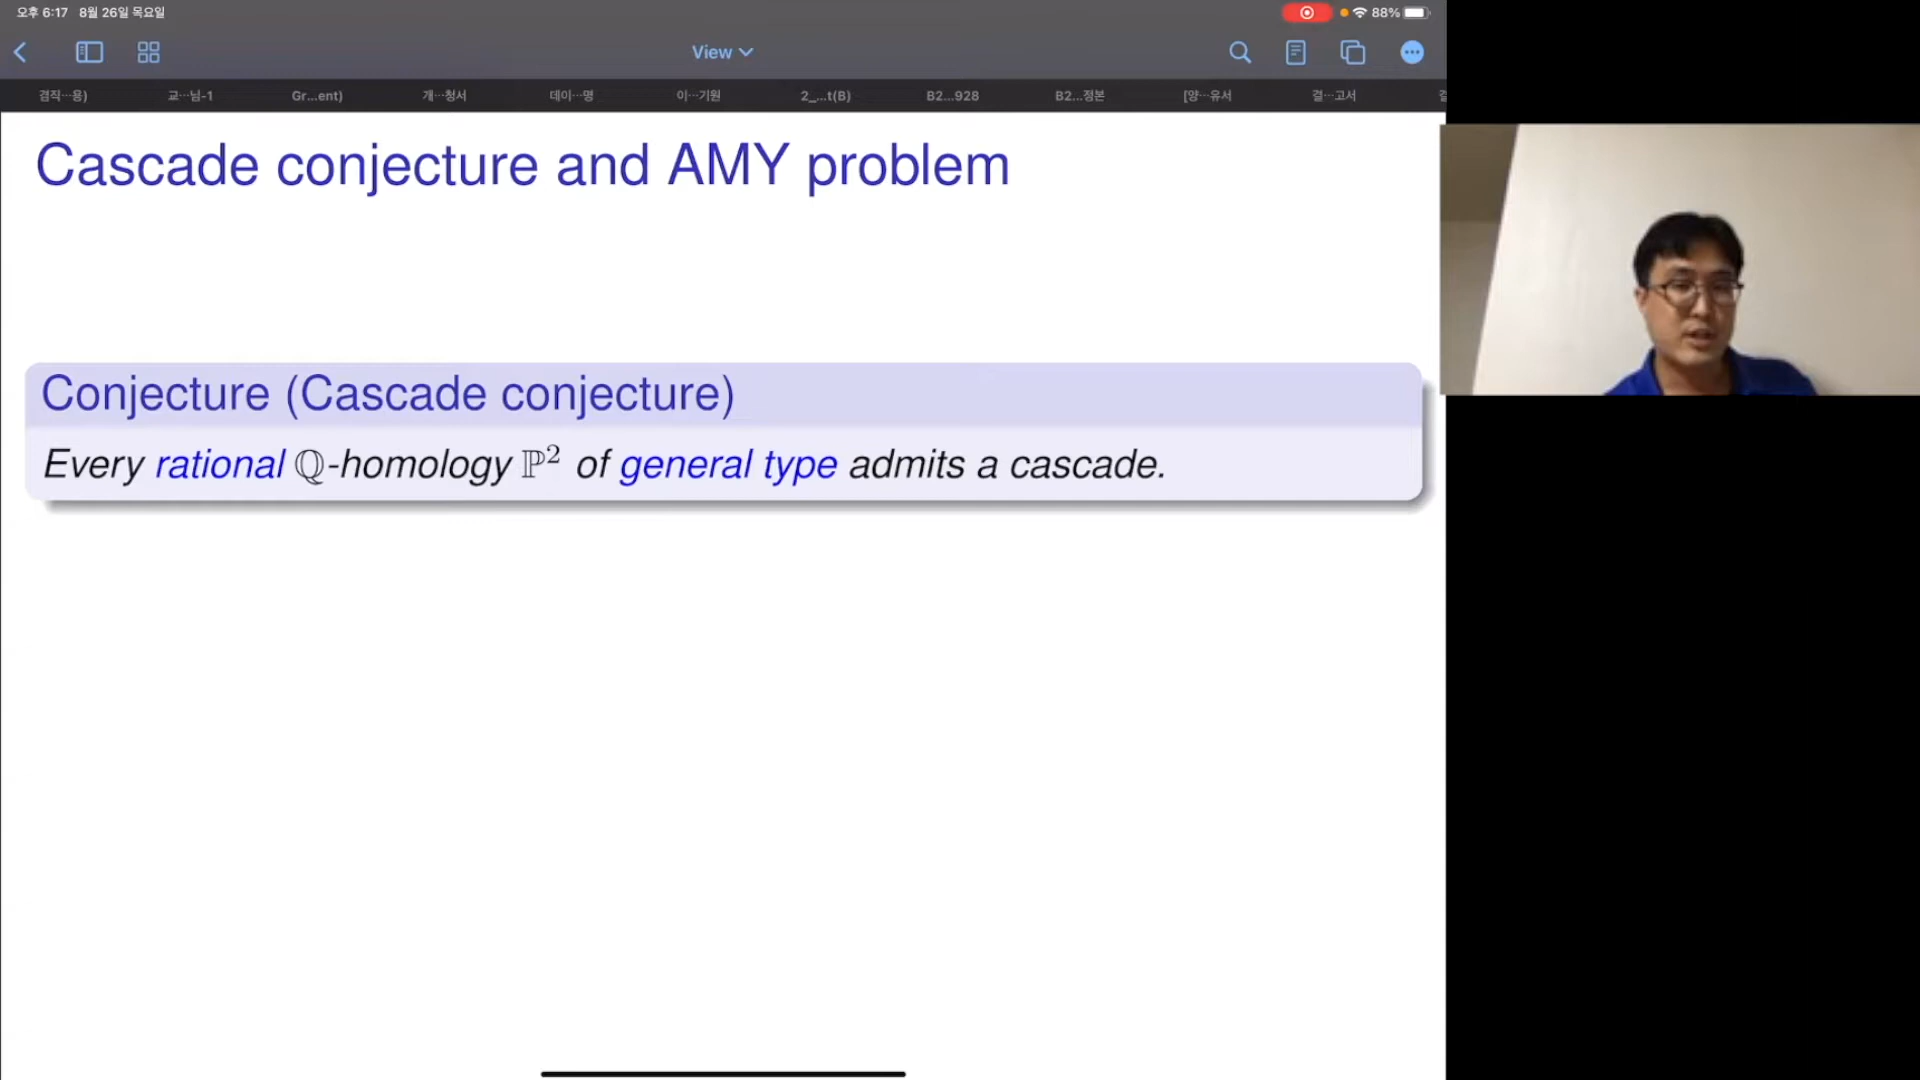 오후 6:17 8월 26일 목요일
88%
View
겸직···용)
교···님-1
Gr...ent)
개···청서
데이···명
이···기원
2_...t(B)
B2...928
B2...정본
[양···유서
결···고서
Cascade conjecture and AMY problem
Conjecture (Cascade conjecture)
Every rational ℚ-homology ℙ² of general type admits a cascade.